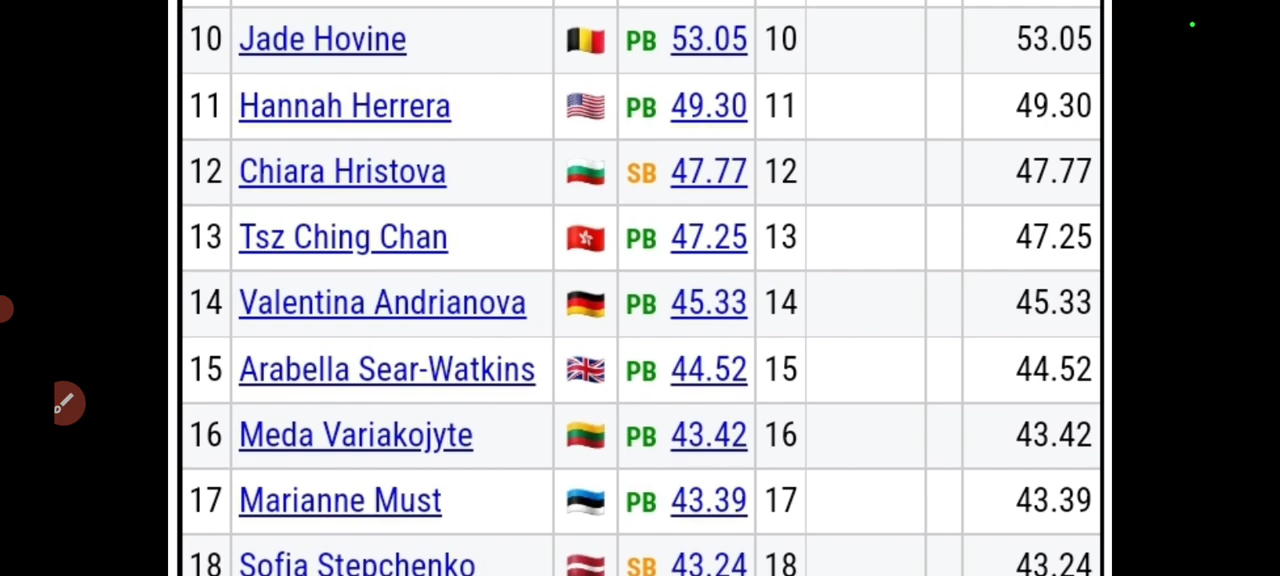 10 Jade Hovine PB 53.05 10 53.05
11 Hannah Herrera PB 49.30 11 49.30
12 Chiara Hristova SB 47.77 12 47.77
13 Tsz Ching Chan PB 47.25 13 47.25
14 Valentina Andrianova PB 45.33 14 45.33
15 Arabella Sear-Watkins PB 44.52 15 44.52
16 Meda Variakojyte PB 43.42 16 43.42
17 Marianne Must PB 43.39 17 43.39
18 Sofia Stepchenko SB 43.24 18 43.24